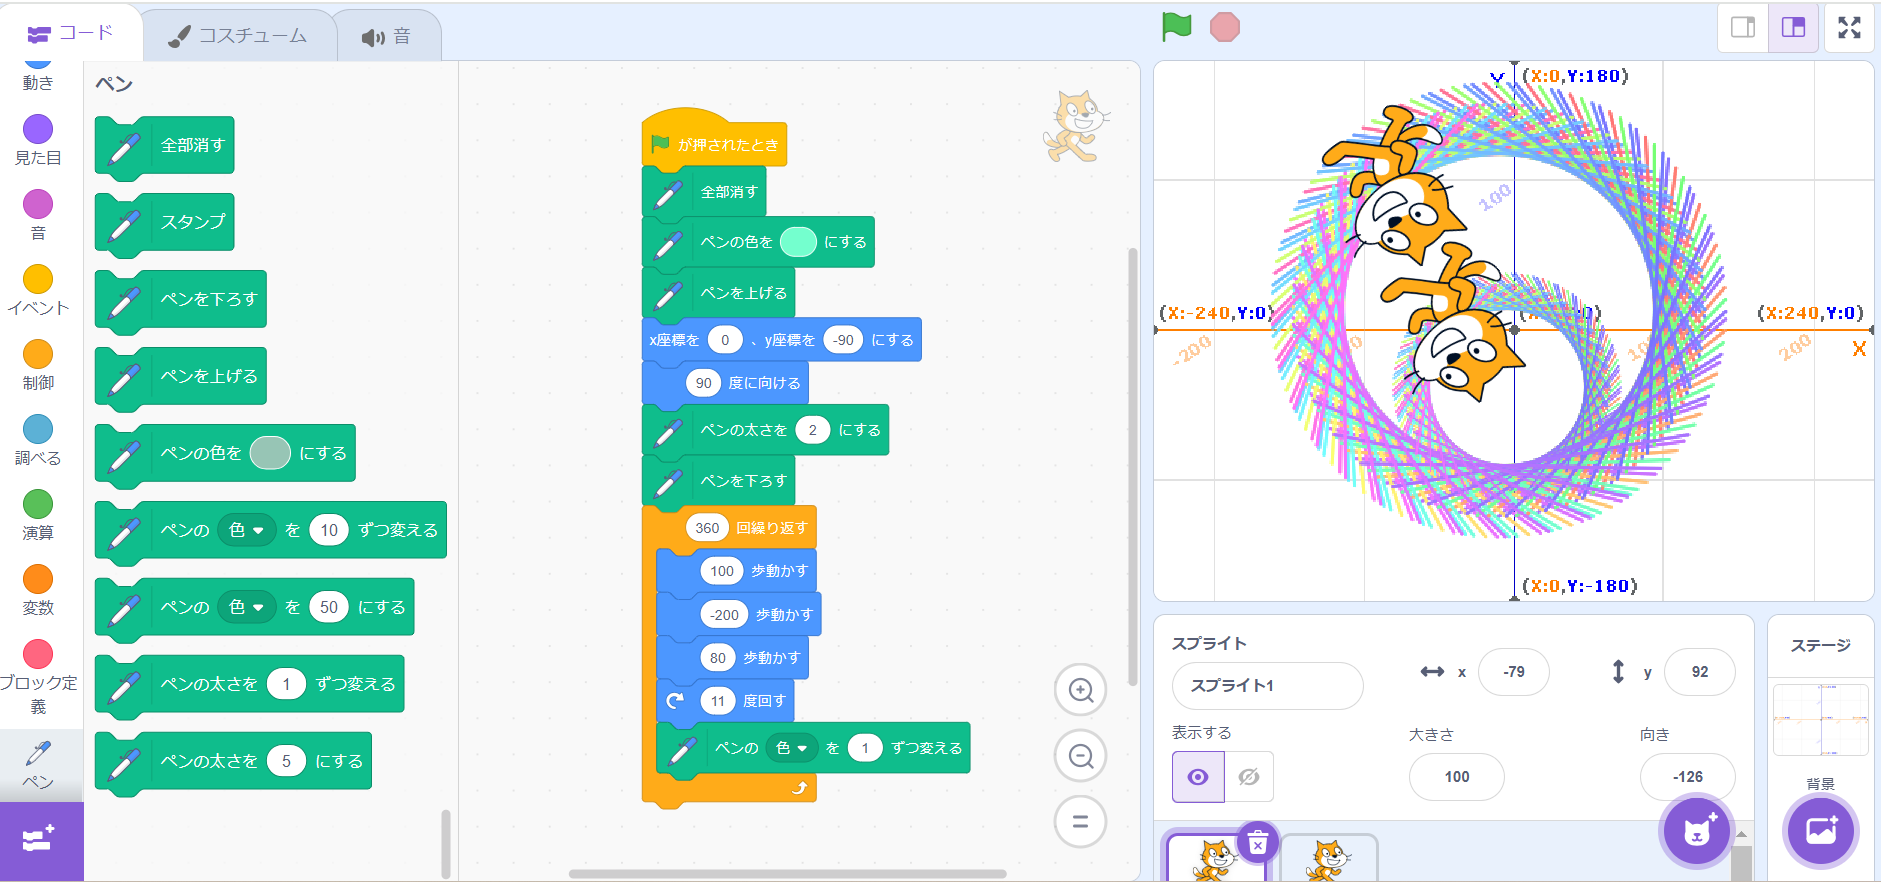 コード
コスチューム
音
動き
見た目
音
イベント
制御
調べる
演算
変数
ブロック定
義
ペン
ペン
全部消す
スタンプ
ペンを下ろす
ペンを上げる
ペンの色を にする
ペンの 色 を 10 ずつ変える
ペンの 色 を 50 にする
ペンの太さを 1 ずつ変える
ペンの太さを 5 にする
が押されたとき
全部消す
ペンの色を にする
ペンを上げる
x座標を 0 、y座標を -90 にする
90 度に向ける
ペンの太さを 2 にする
ペンを下ろす
360 回繰り返す
100 歩動かす
-200 歩動かす
80 歩動かす
11 度回す
ペンの 色 を 1 ずつ変える
Y (X:0,Y:180)
100
(X:-240,Y:0)
(X:240,Y:0)
-200
200
X
(X:0,Y:-180)
スプライト
スプライト1
x -79
y 92
表示する
大きさ
100
向き
-126
ステージ
背景